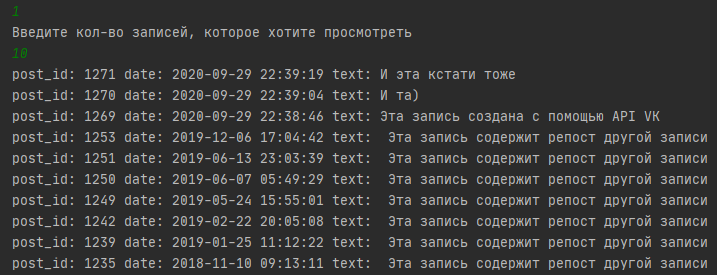 1
Введите кол-во записей, которое хотите просмотреть
10
post_id: 1271 date: 2020-09-29 22:39:19 text: И эта кстати тоже
post_id: 1270 date: 2020-09-29 22:39:04 text: И та)
post_id: 1269 date: 2020-09-29 22:38:46 text: Эта запись создана с помощью API VK
post_id: 1253 date: 2019-12-06 17:04:42 text:  Эта запись содержит репост другой записи
post_id: 1251 date: 2019-06-13 23:03:39 text:  Эта запись содержит репост другой записи
post_id: 1250 date: 2019-06-07 05:49:29 text:  Эта запись содержит репост другой записи
post_id: 1249 date: 2019-05-24 15:55:01 text:  Эта запись содержит репост другой записи
post_id: 1242 date: 2019-02-22 20:05:08 text:  Эта запись содержит репост другой записи
post_id: 1239 date: 2019-01-25 11:12:22 text:  Эта запись содержит репост другой записи
post_id: 1235 date: 2018-11-10 09:13:11 text:  Эта запись содержит репост другой записи